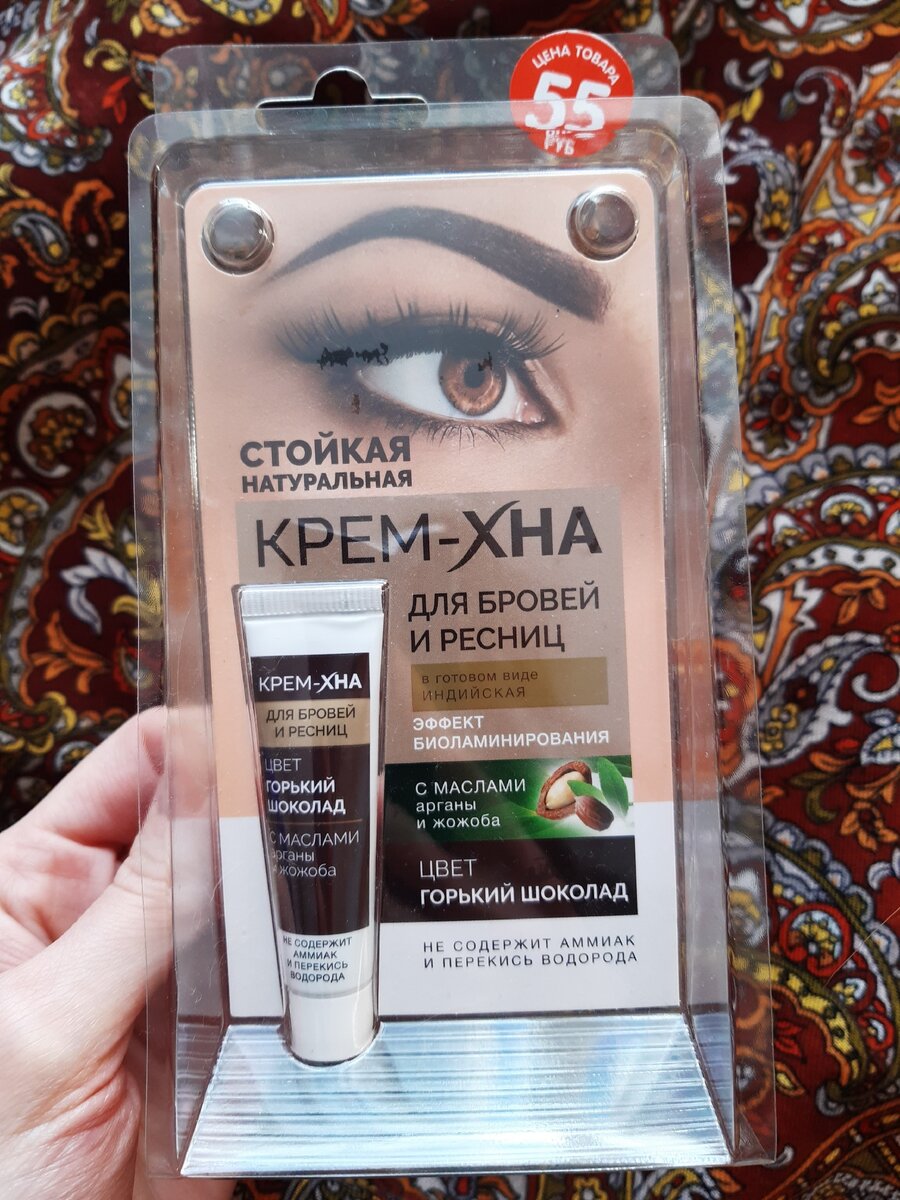 ЦЕНА ТОВАРА
55
РУБ
СТОЙКАЯ
НАТУРАЛЬНАЯ
КРЕМ-ХНА
ДЛЯ БРОВЕЙ
И РЕСНИЦ
в готовом виде
ИНДИЙСКАЯ
ЭФФЕКТ
БИОЛАМИНИРОВАНИЯ
С МАСЛАМИ
арганы
и жожоба
ЦВЕТ
ГОРЬКИЙ ШОКОЛАД
НЕ СОДЕРЖИТ АММИАК
И ПЕРЕКИСЬ ВОДОРОДА
КРЕМ-ХНА
ДЛЯ БРОВЕЙ
И РЕСНИЦ
ЦВЕТ
ГОРЬКИЙ
ШОКОЛАД
С МАСЛАМИ
арганы
и жожоба
НЕ СОДЕРЖИТ
АММИАК
И ПЕРЕКИСЬ
ВОДОРОДА